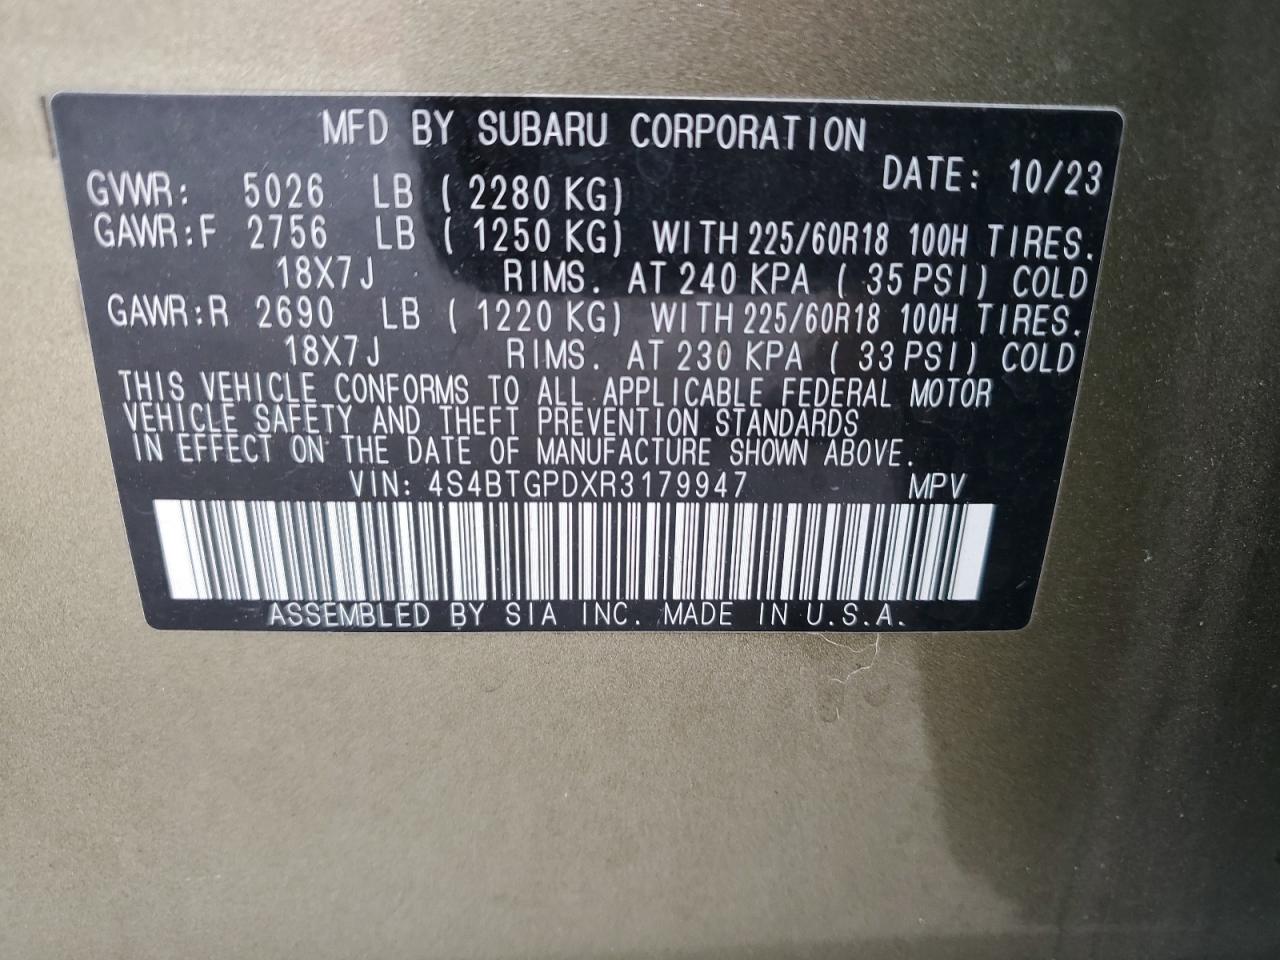 MFD BY SUBARU CORPORATION
DATE: 10/23
GVWR: 5026 LB ( 2280 KG)
GAWR:F 2756 LB ( 1250 KG) WITH 225/60R18 100H TIRES.
18X7J RIMS. AT 240 KPA ( 35 PSI) COLD
GAWR:R 2690 LB ( 1220 KG) WITH 225/60R18 100H TIRES.
18X7J RIMS. AT 230 KPA ( 33 PSI) COLD
THIS VEHICLE CONFORMS TO ALL APPLICABLE FEDERAL MOTOR
VEHICLE SAFETY AND THEFT PREVENTION STANDARDS
IN EFFECT ON THE DATE OF MANUFACTURE SHOWN ABOVE.
VIN: 4S4BTGPDXR3179947 MPV
ASSEMBLED BY SIA INC. MADE IN U.S.A.